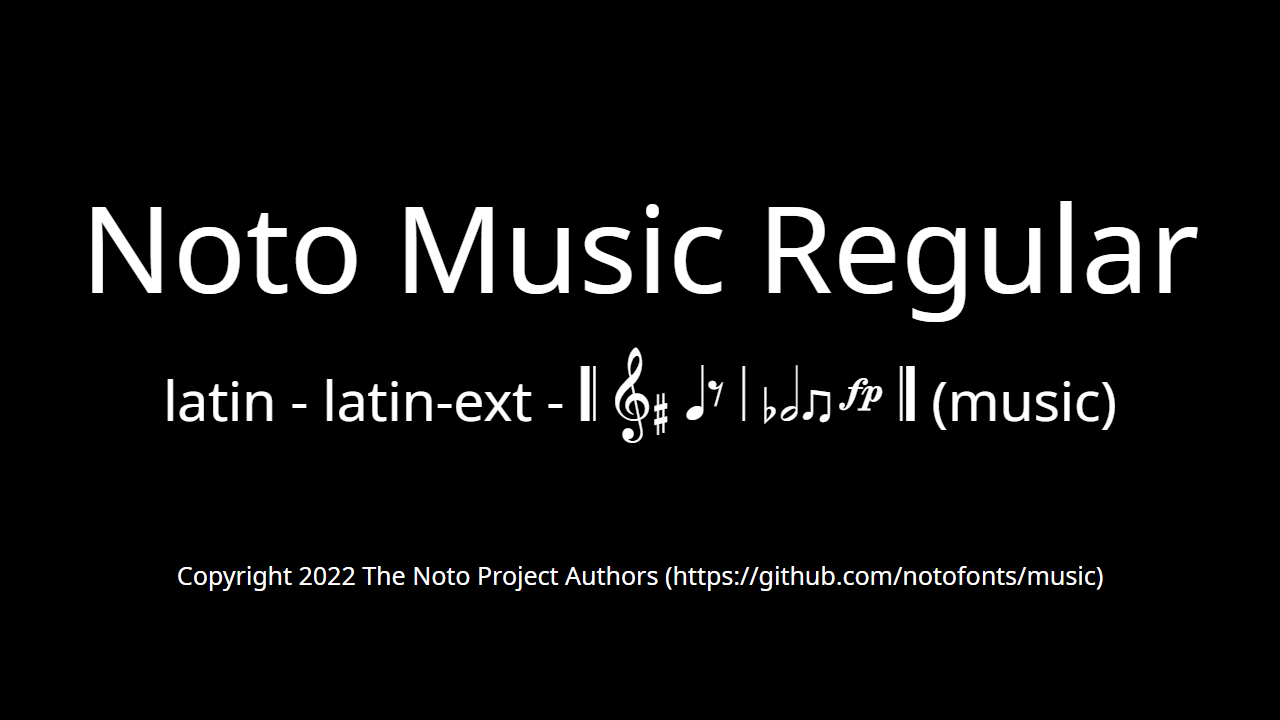 Noto Music Regular
latin - latin-ext - 𝄃 𝄞♯ 𝅘𝅥𝄾 𝄀 ♭𝅗𝅥♫ 𝆑𝆏 𝄂 (music)
Copyright 2022 The Noto Project Authors (https://github.com/notofonts/music)